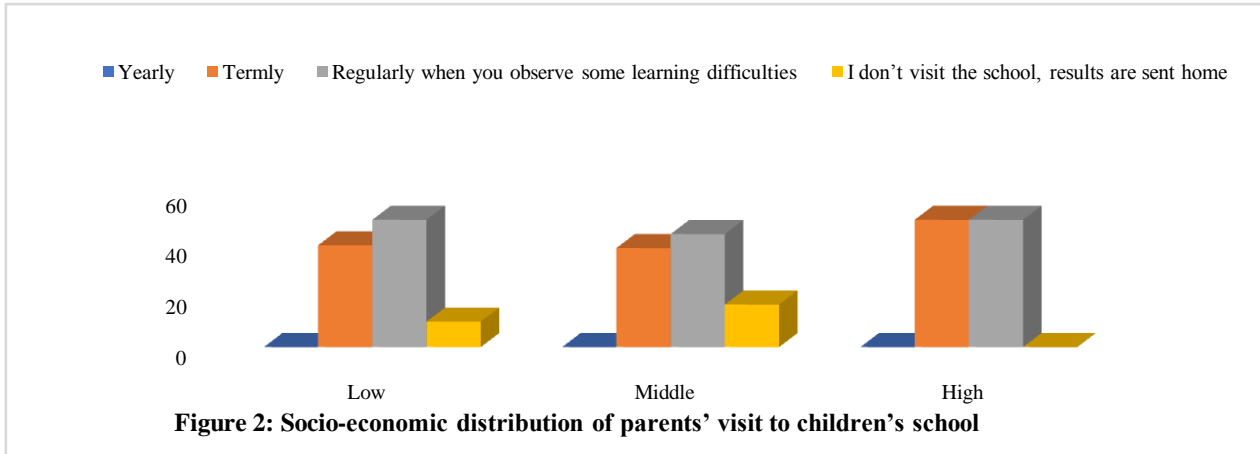 Yearly Termly Regularly when you observe some learning difficulties I don’t visit the school, results are sent home
60
40
20
0
Low Middle High
Figure 2: Socio-economic distribution of parents’ visit to children’s school